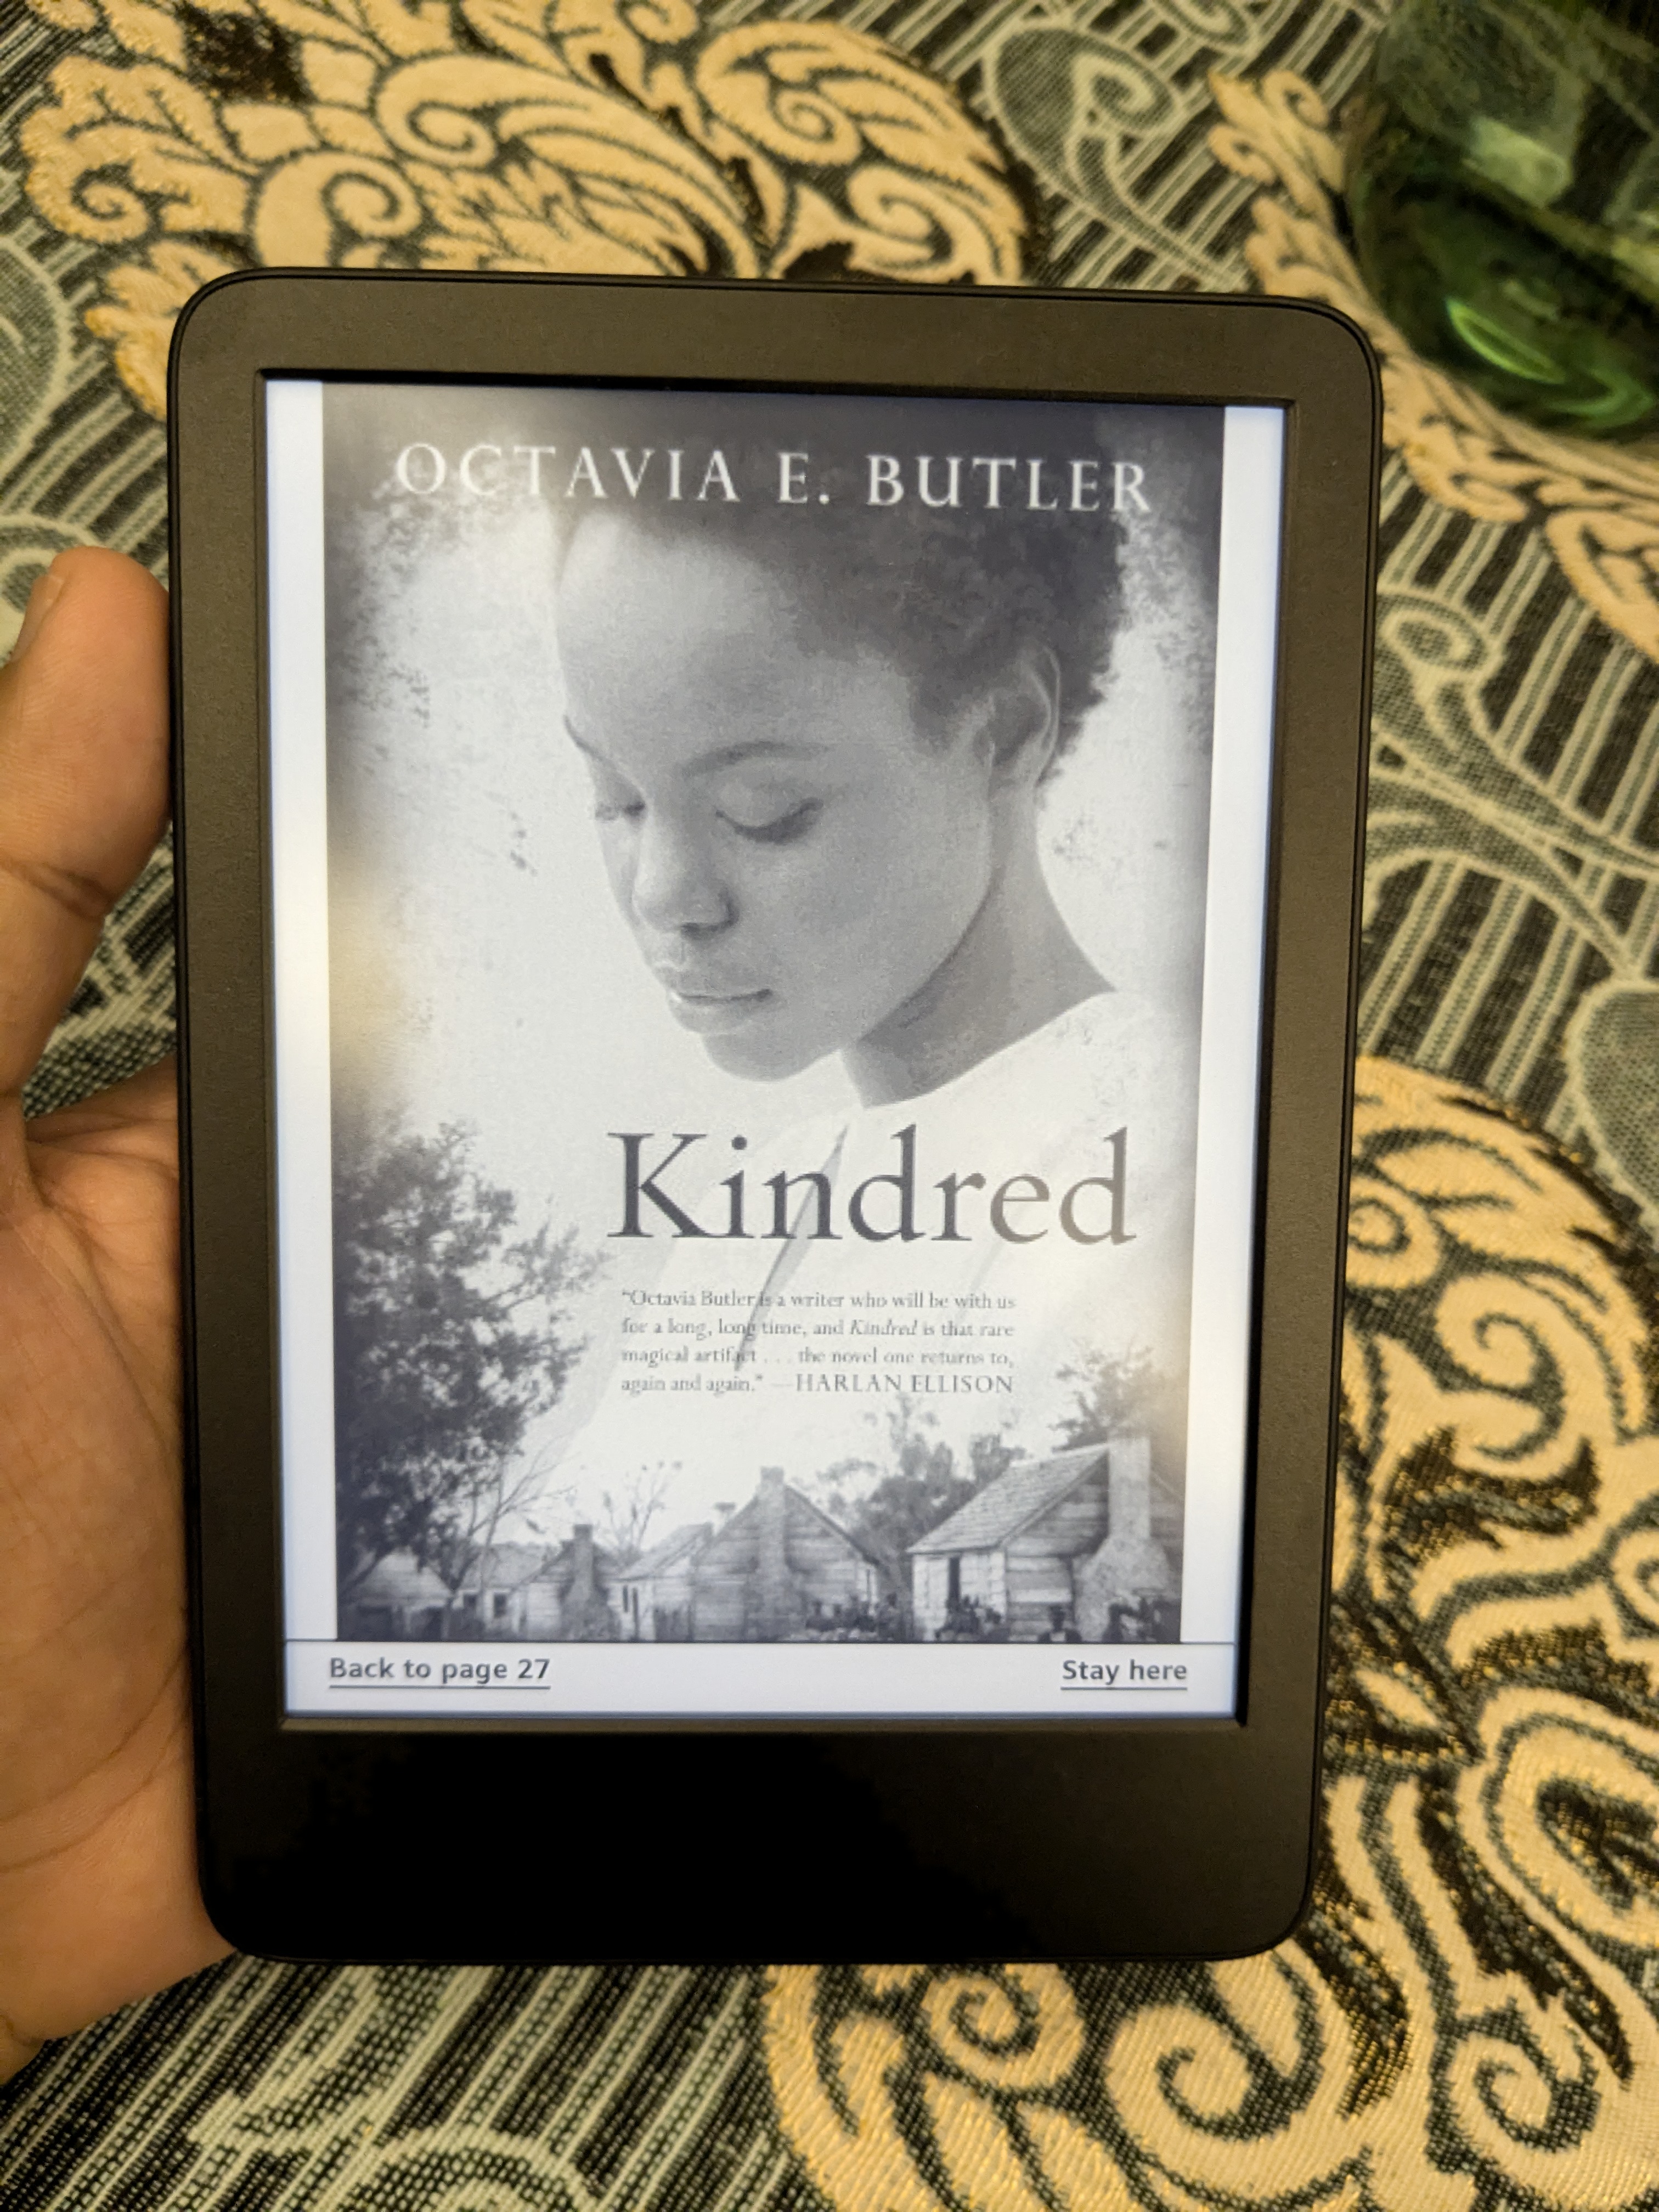 OCTAVIA E. BUTLER
Kindred
"Octavia Butler is a writer who will be with us
for a long, long time, and Kindred is that rare
magical artifact . . . the novel one returns to,
again and again." —HARLAN ELLISON
Back to page 27
Stay here